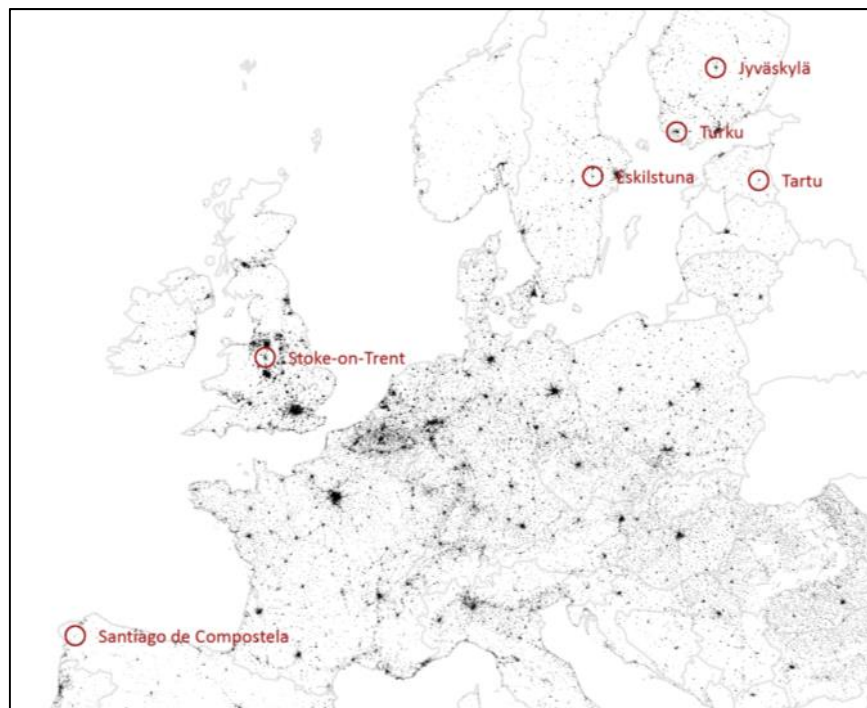 Jyväskylä
Turku
Eskilstuna
Tartu
Stoke-on-Trent
Santiago de Compostela